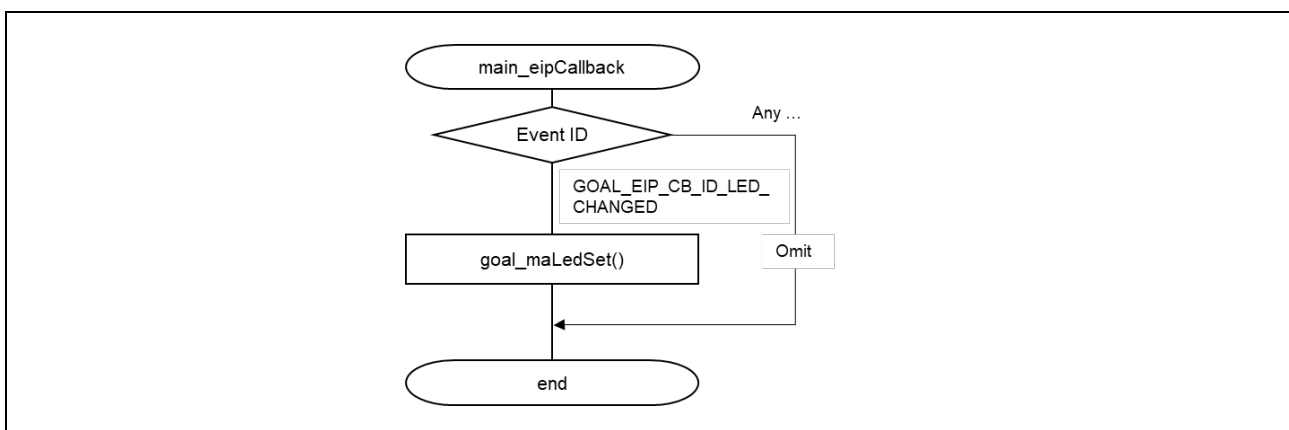 main_eipCallback
Any …
Event ID
GOAL_EIP_CB_ID_LED_
CHANGED
goal_maLedSet()
Omit
end